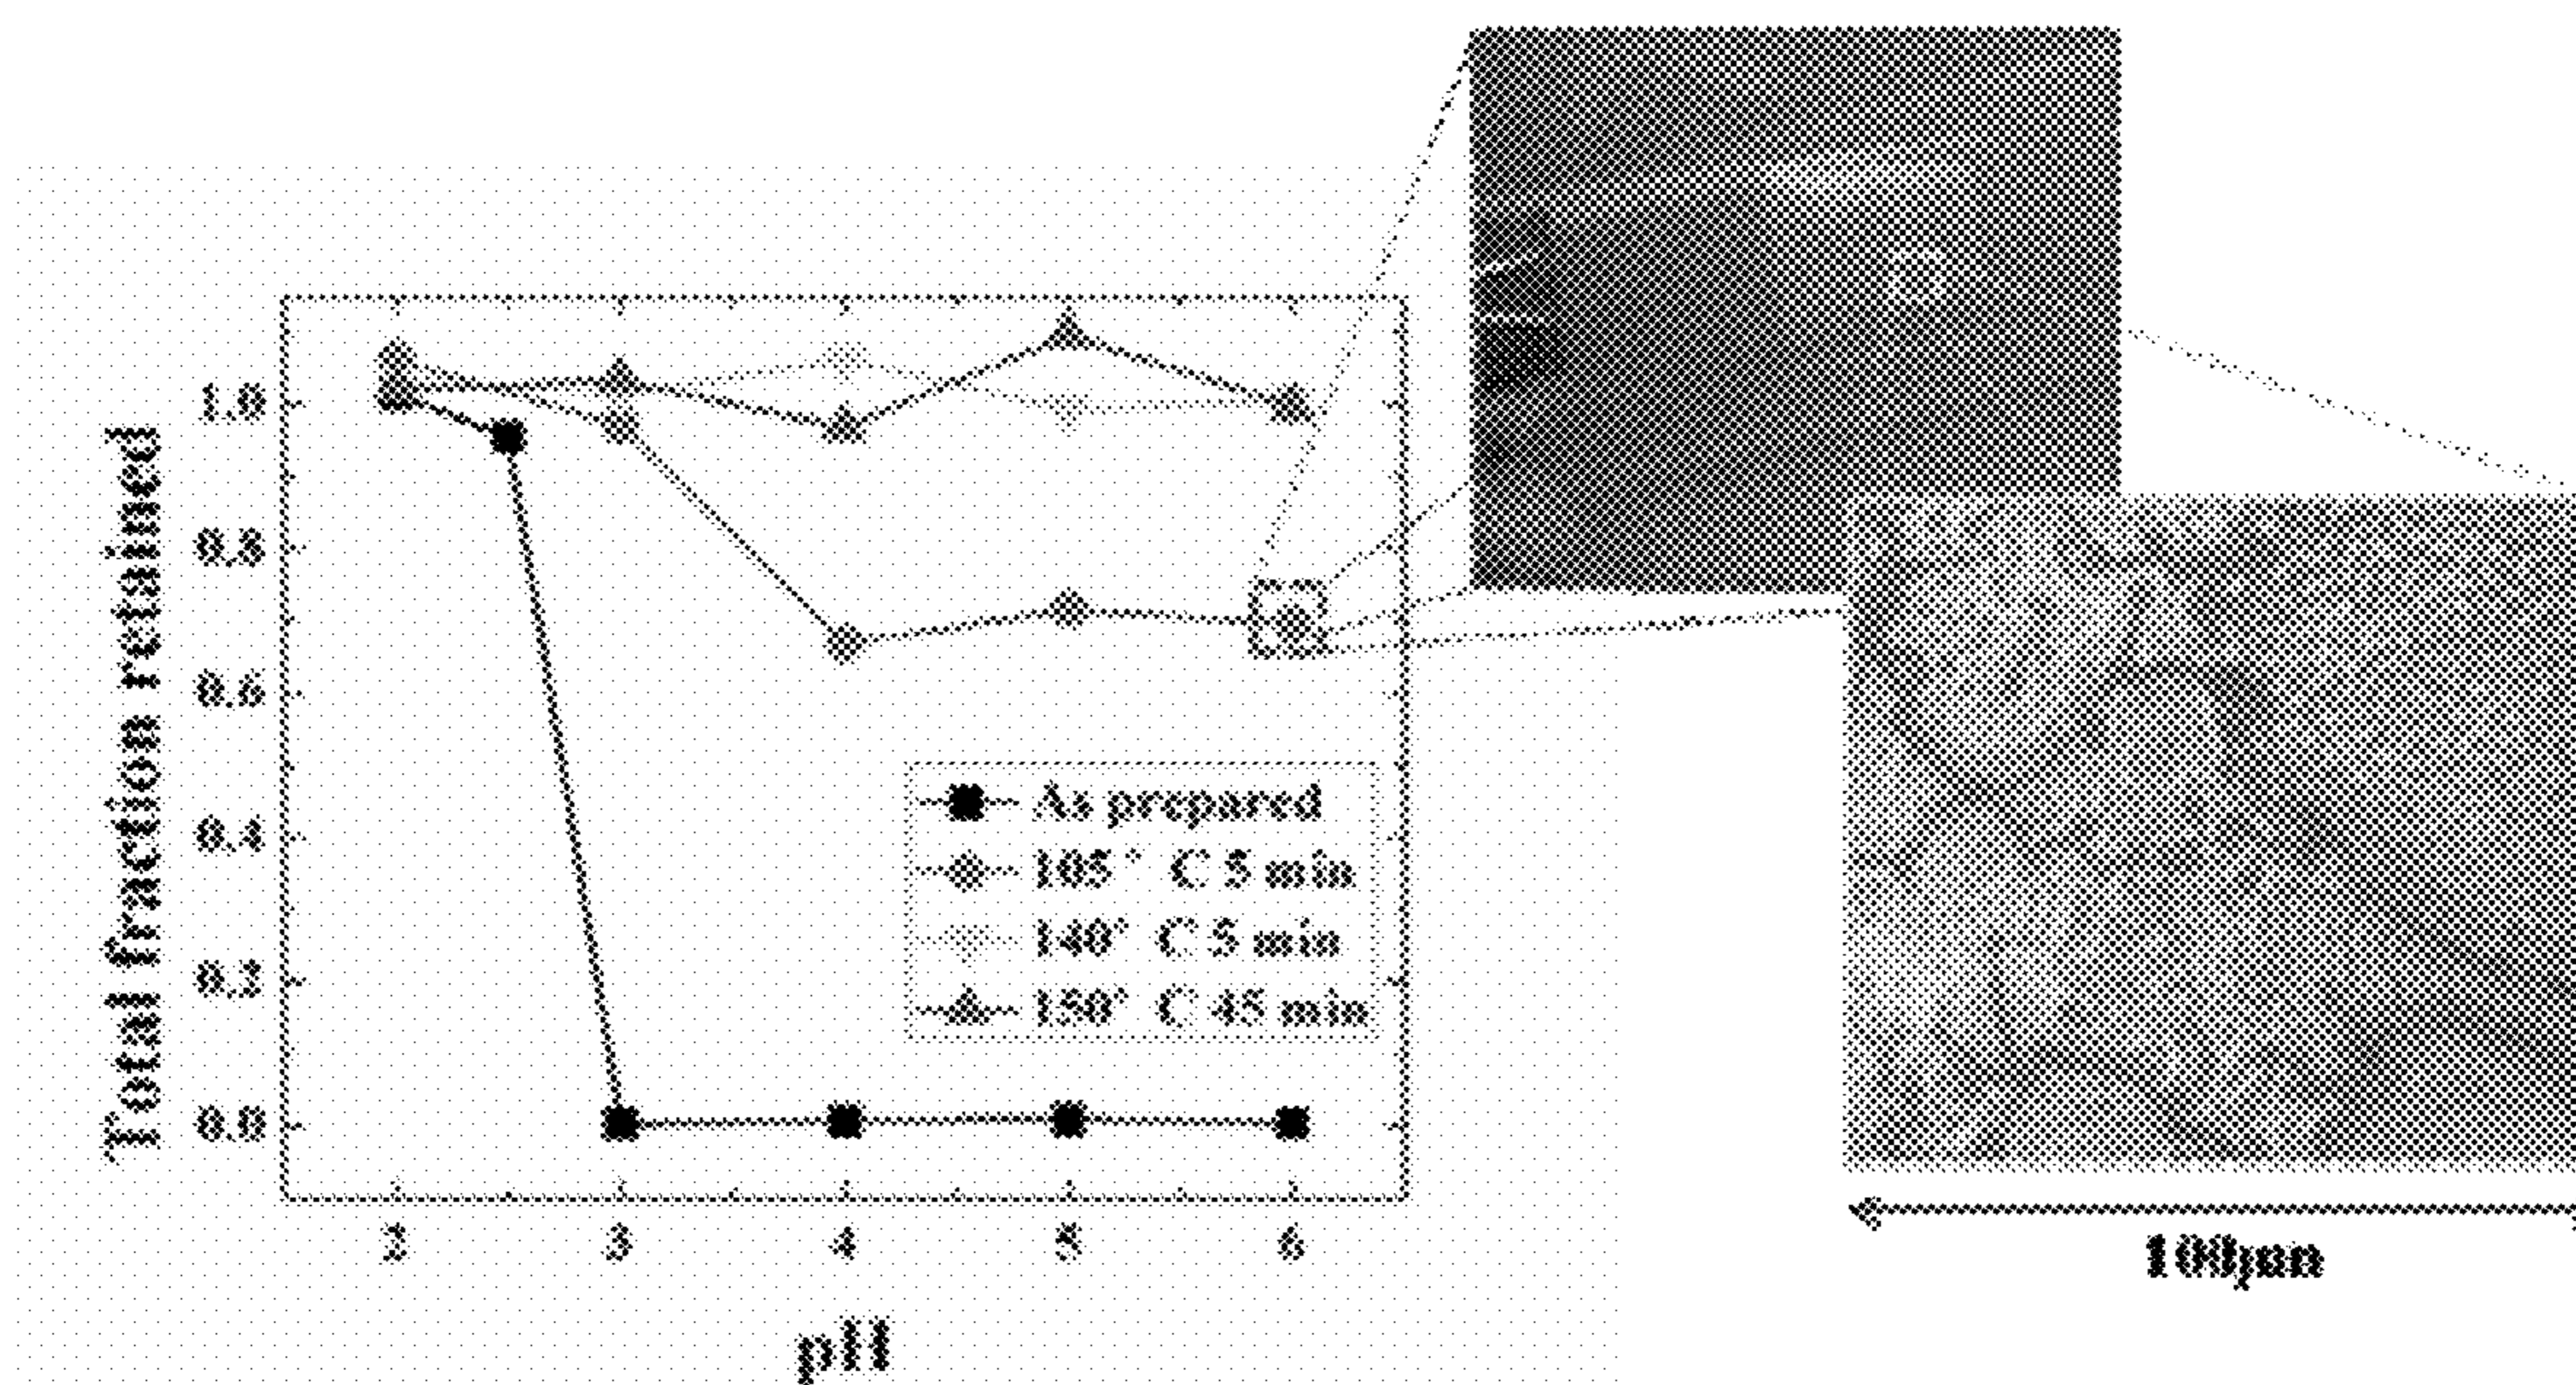 Total fraction retained
1.0
0.8
0.6
0.4
0.2
0.0
As prepared
105° C 5 min
140° C 5 min
150° C 45 min
2
3
4
5
6
pH
100µm